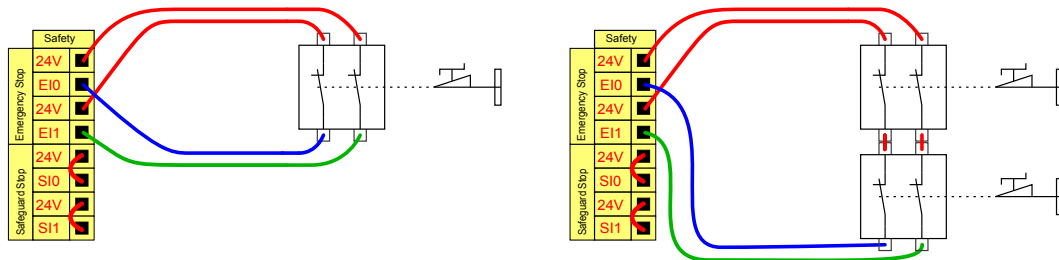 Safety
Emergency Stop
24V
EI0
24V
EI1
Safeguard Stop
24V
SI0
24V
SI1
Safety
Emergency Stop
24V
EI0
24V
EI1
Safeguard Stop
24V
SI0
24V
SI1